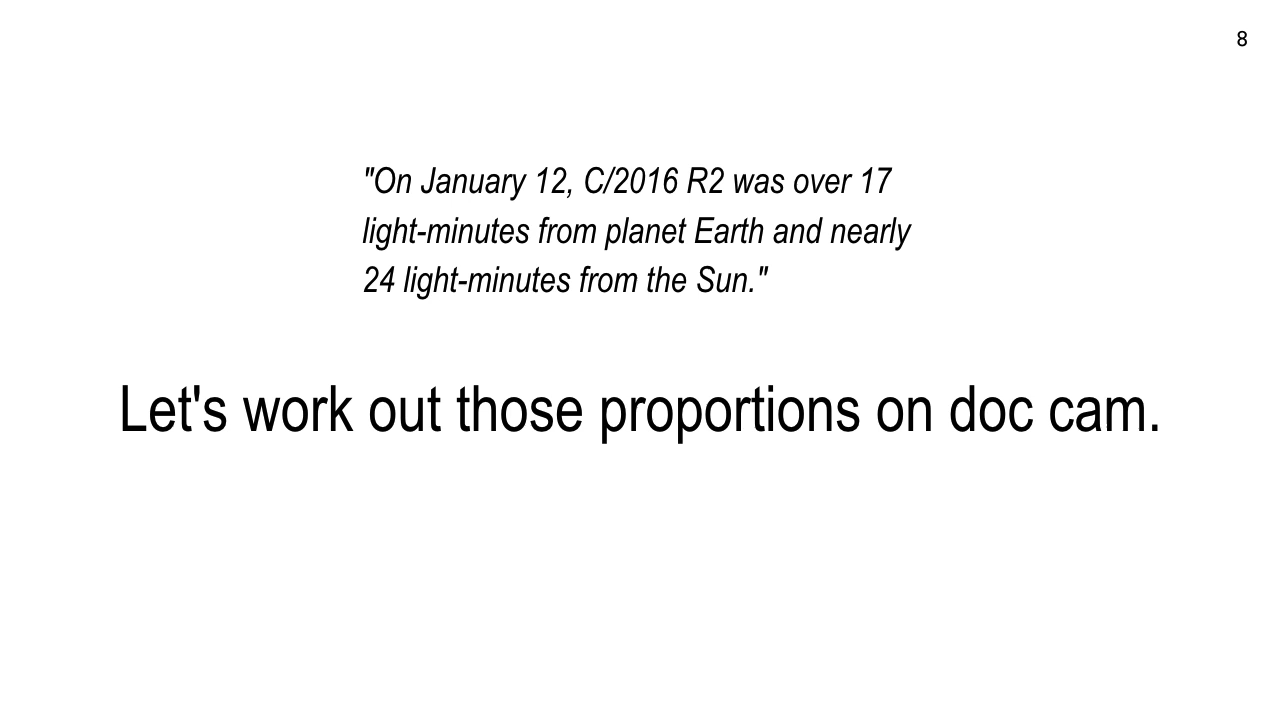 8
"On January 12, C/2016 R2 was over 17
light-minutes from planet Earth and nearly
24 light-minutes from the Sun."
Let's work out those proportions on doc cam.